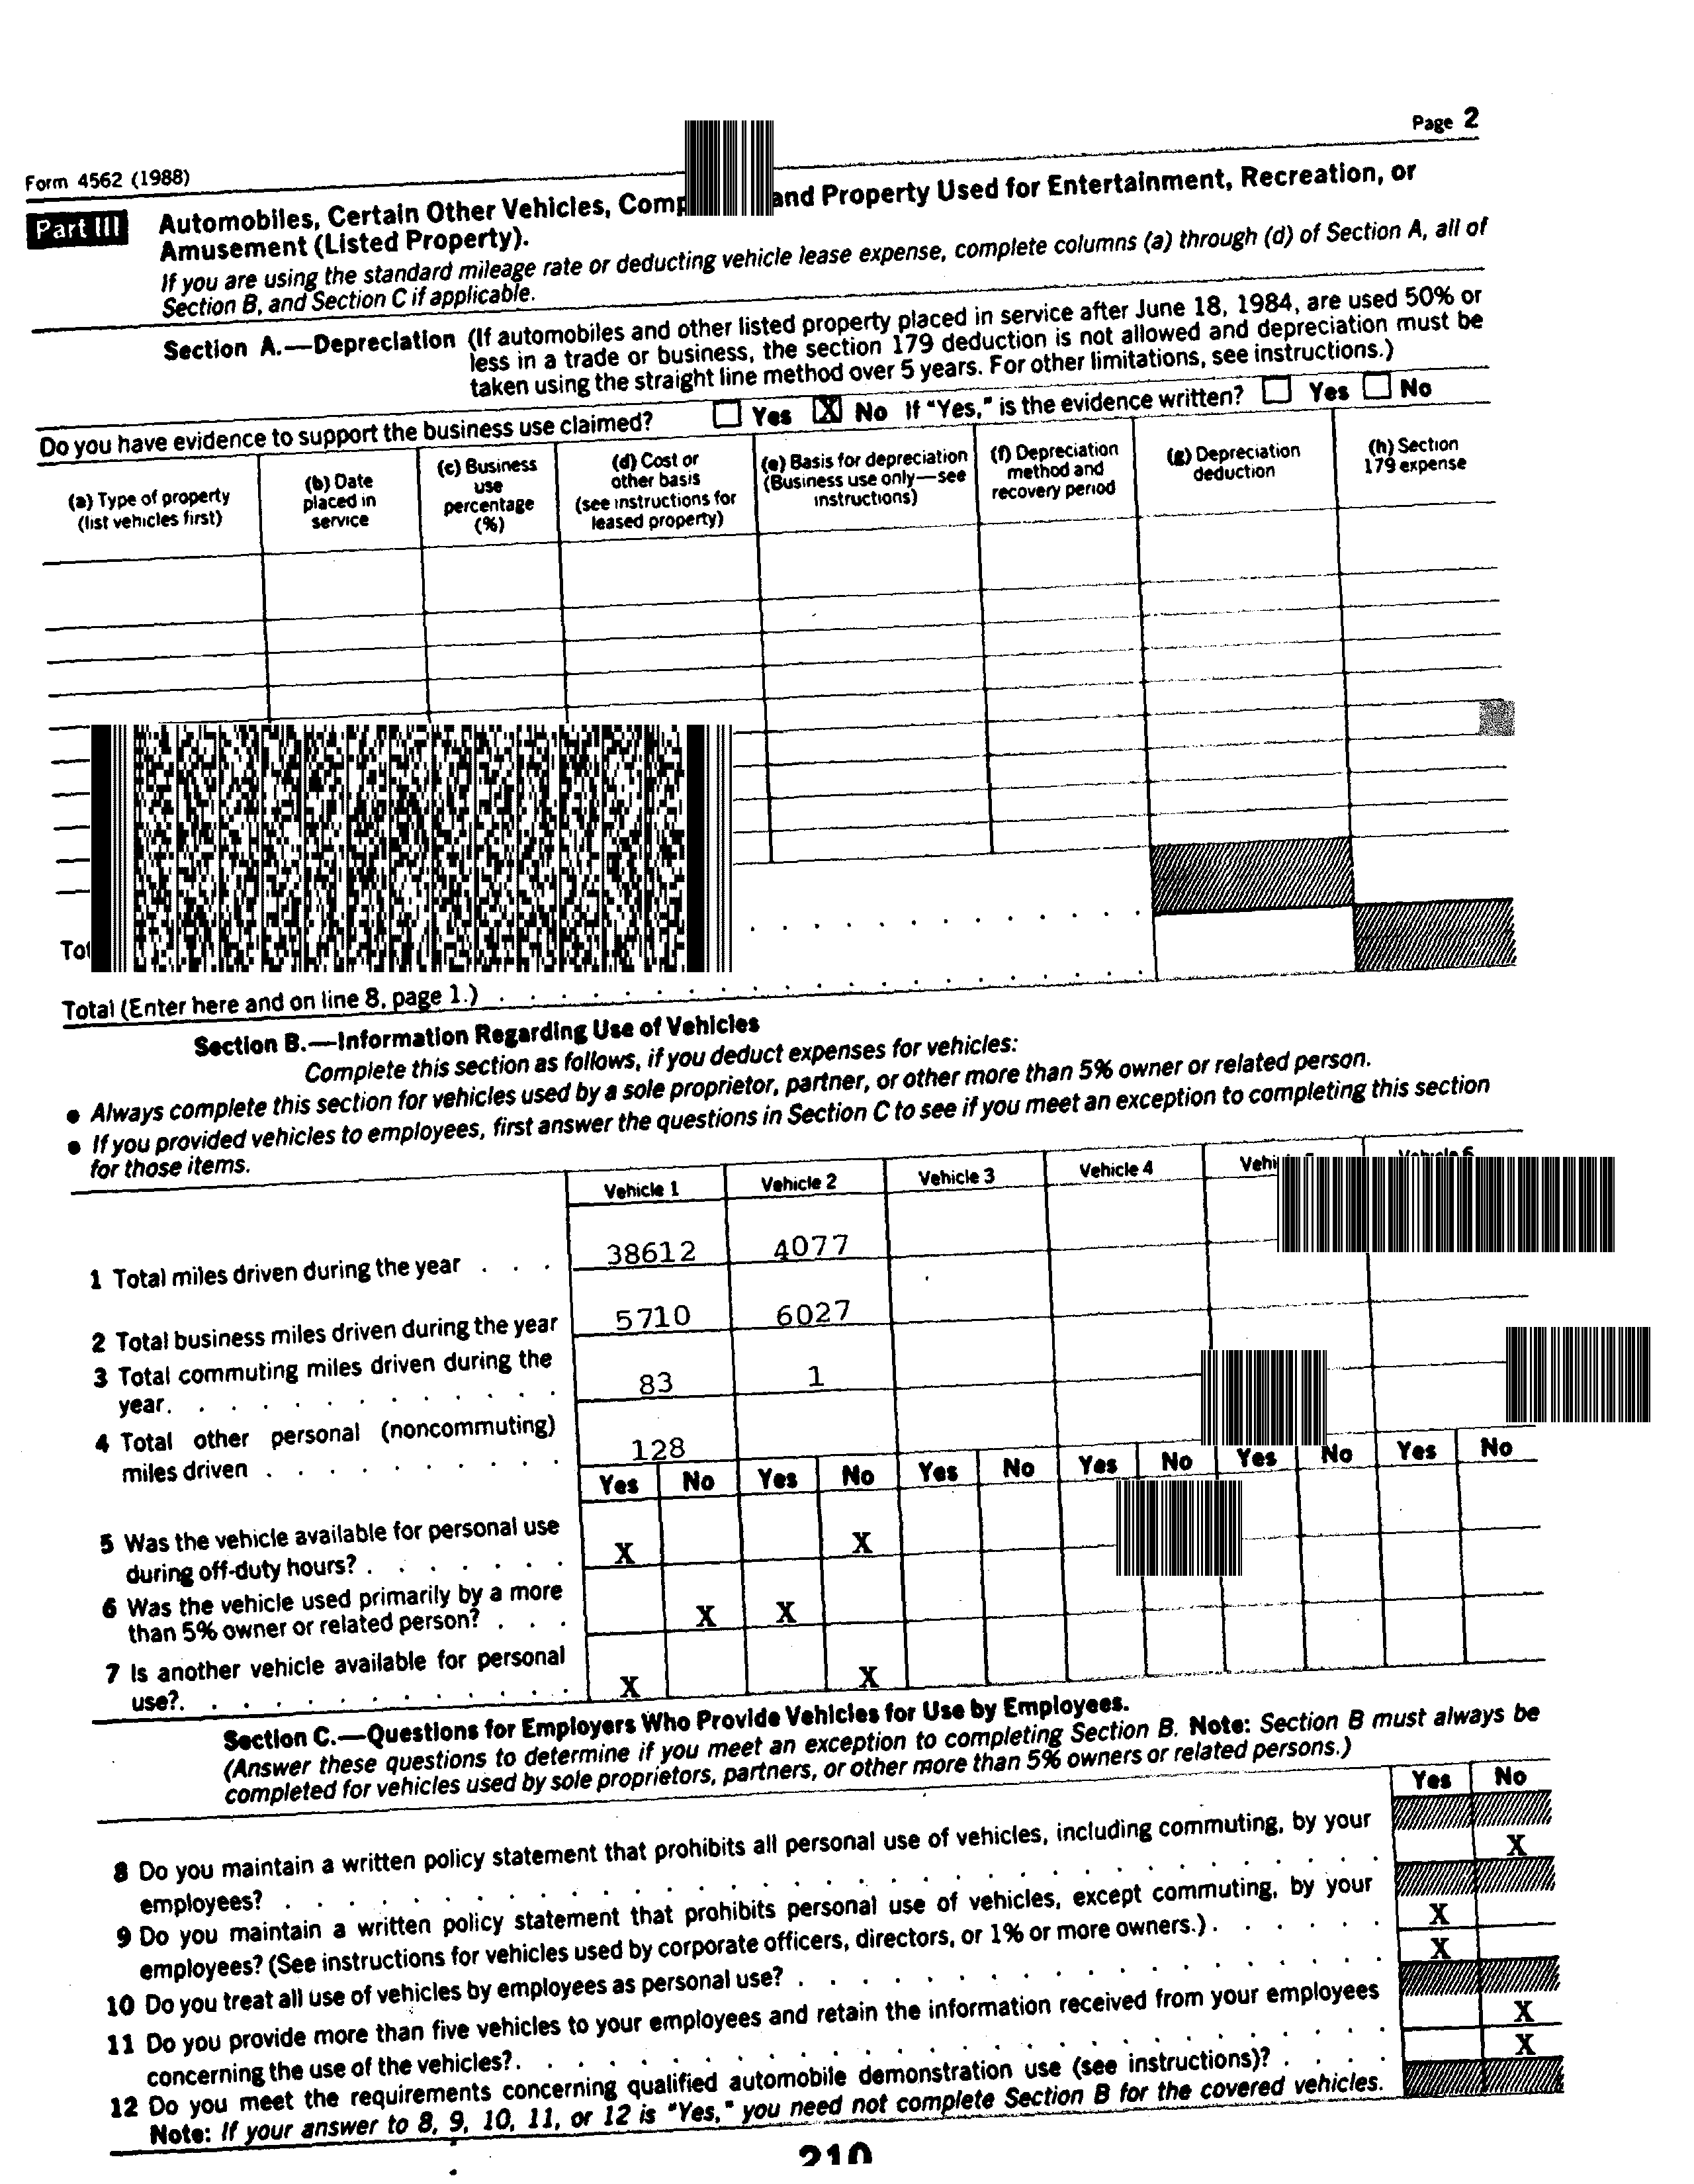 Page 2
Form 4562 (1988)
Part III Automobiles, Certain Other Vehicles, and Property Used for Entertainment, Recreation, or
Amusement (Listed Property).
If you are using the standard mileage rate or deducting vehicle lease expense, complete columns (a) through (d) of Section A, all of
Section B, and Section C if applicable.
Section A.—Depreciation (If automobiles and other listed property placed in service after June 18, 1984, are used 50% or
less in a trade or business, the section 179 deduction is not allowed and depreciation must be
taken using the straight line method over 5 years. For other limitations, see instructions.)
Do you have evidence to support the business use claimed? Yes X No If "Yes," is the evidence written? Yes No
(a) Type of property
(list vehicles first)
(b) Date
placed in
service
(c) Business
use
percentage
(%)
(d) Cost or
other basis
(see instructions for
leased property)
(e) Basis for depreciation
(Business use only—see
instructions)
(f) Depreciation
method and
recovery period
(g) Depreciation
deduction
(h) Section
179 expense
Total (Enter here and on line 8, page 1.) . . . . . . . . . . . . . . . . . . . . .
Section B.—Information Regarding Use of Vehicles
Complete this section as follows, if you deduct expenses for vehicles:
● Always complete this section for vehicles used by a sole proprietor, partner, or other more than 5% owner or related person.
● If you provided vehicles to employees, first answer the questions in Section C to see if you meet an exception to completing this section
for those items.
Vehicle 1 Vehicle 2 Vehicle 3 Vehicle 4
1 Total miles driven during the year . . . 38612 4077
2 Total business miles driven during the year 5710 6027
3 Total commuting miles driven during the
year. . . . . . . . . . . . . 83 1
4 Total other personal (noncommuting)
miles driven . . . . . . . . . . 128
Yes No Yes No Yes No Yes No Yes No Yes No
5 Was the vehicle available for personal use
during off-duty hours? . . . . . . . X X
6 Was the vehicle used primarily by a more
than 5% owner or related person? . . . X X
7 Is another vehicle available for personal
use?. . . . . . . . . . . . . X X
Section C.—Questions for Employers Who Provide Vehicles for Use by Employees.
(Answer these questions to determine if you meet an exception to completing Section B. Note: Section B must always be
completed for vehicles used by sole proprietors, partners, or other more than 5% owners or related persons.)
Yes No
8 Do you maintain a written policy statement that prohibits all personal use of vehicles, including commuting, by your
employees? . . . . . . . . . . . . . . . . . . . . . . . . . . . . X
9 Do you maintain a written policy statement that prohibits personal use of vehicles, except commuting, by your
employees? (See instructions for vehicles used by corporate officers, directors, or 1% or more owners.) . . . . . . X
10 Do you treat all use of vehicles by employees as personal use? . . . . . . . . . . . . . . . . . . X
11 Do you provide more than five vehicles to your employees and retain the information received from your employees
concerning the use of the vehicles?. . . . . . . . . . . . . . . . . . . . . . . . X
12 Do you meet the requirements concerning qualified automobile demonstration use (see instructions)? . . . . X
Note: If your answer to 8, 9, 10, 11, or 12 is "Yes," you need not complete Section B for the covered vehicles.
210